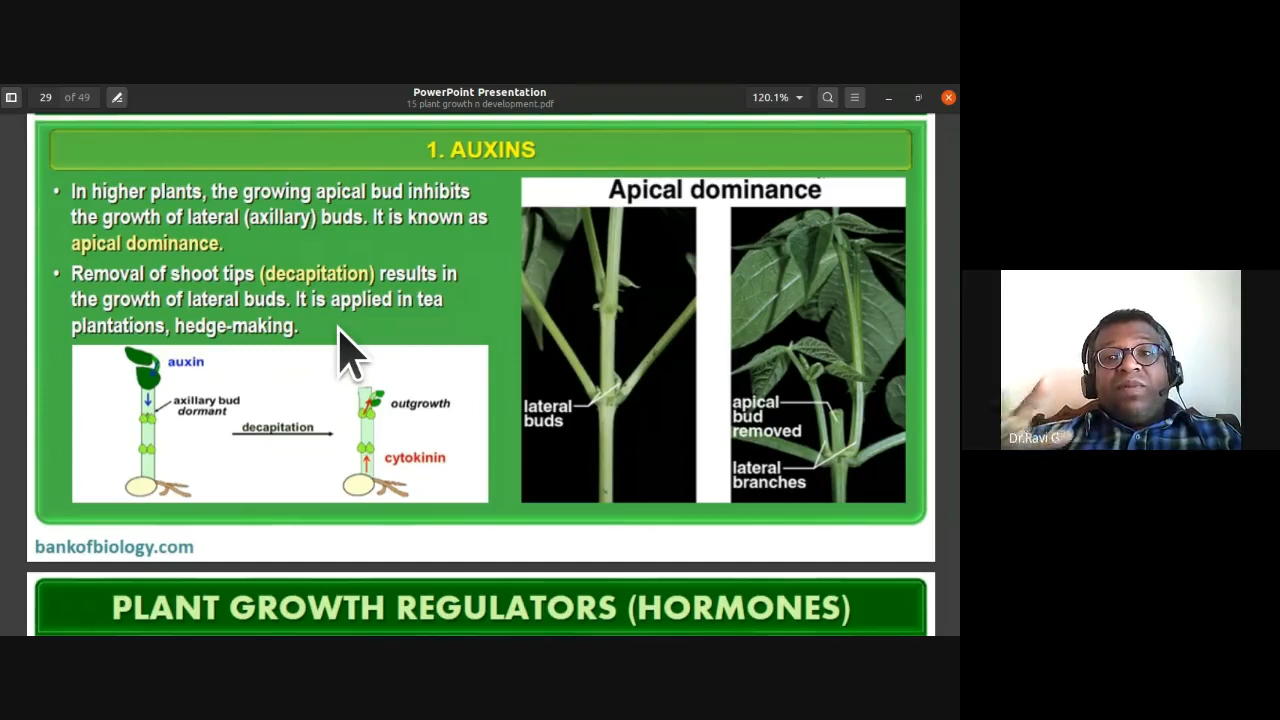 PowerPoint Presentation
29 of 49
15 plant growth n development.pdf
120.1%
1. AUXINS
• In higher plants, the growing apical bud inhibits
the growth of lateral (axillary) buds. It is known as
apical dominance.
• Removal of shoot tips (decapitation) results in
the growth of lateral buds. It is applied in tea
plantations, hedge-making.
auxin
axillary bud
dormant
decapitation
outgrowth
cytokinin
Apical dominance
lateral
buds
apical
bud
removed
lateral
branches
bankofbiology.com
PLANT GROWTH REGULATORS (HORMONES)
Dr.Ravi